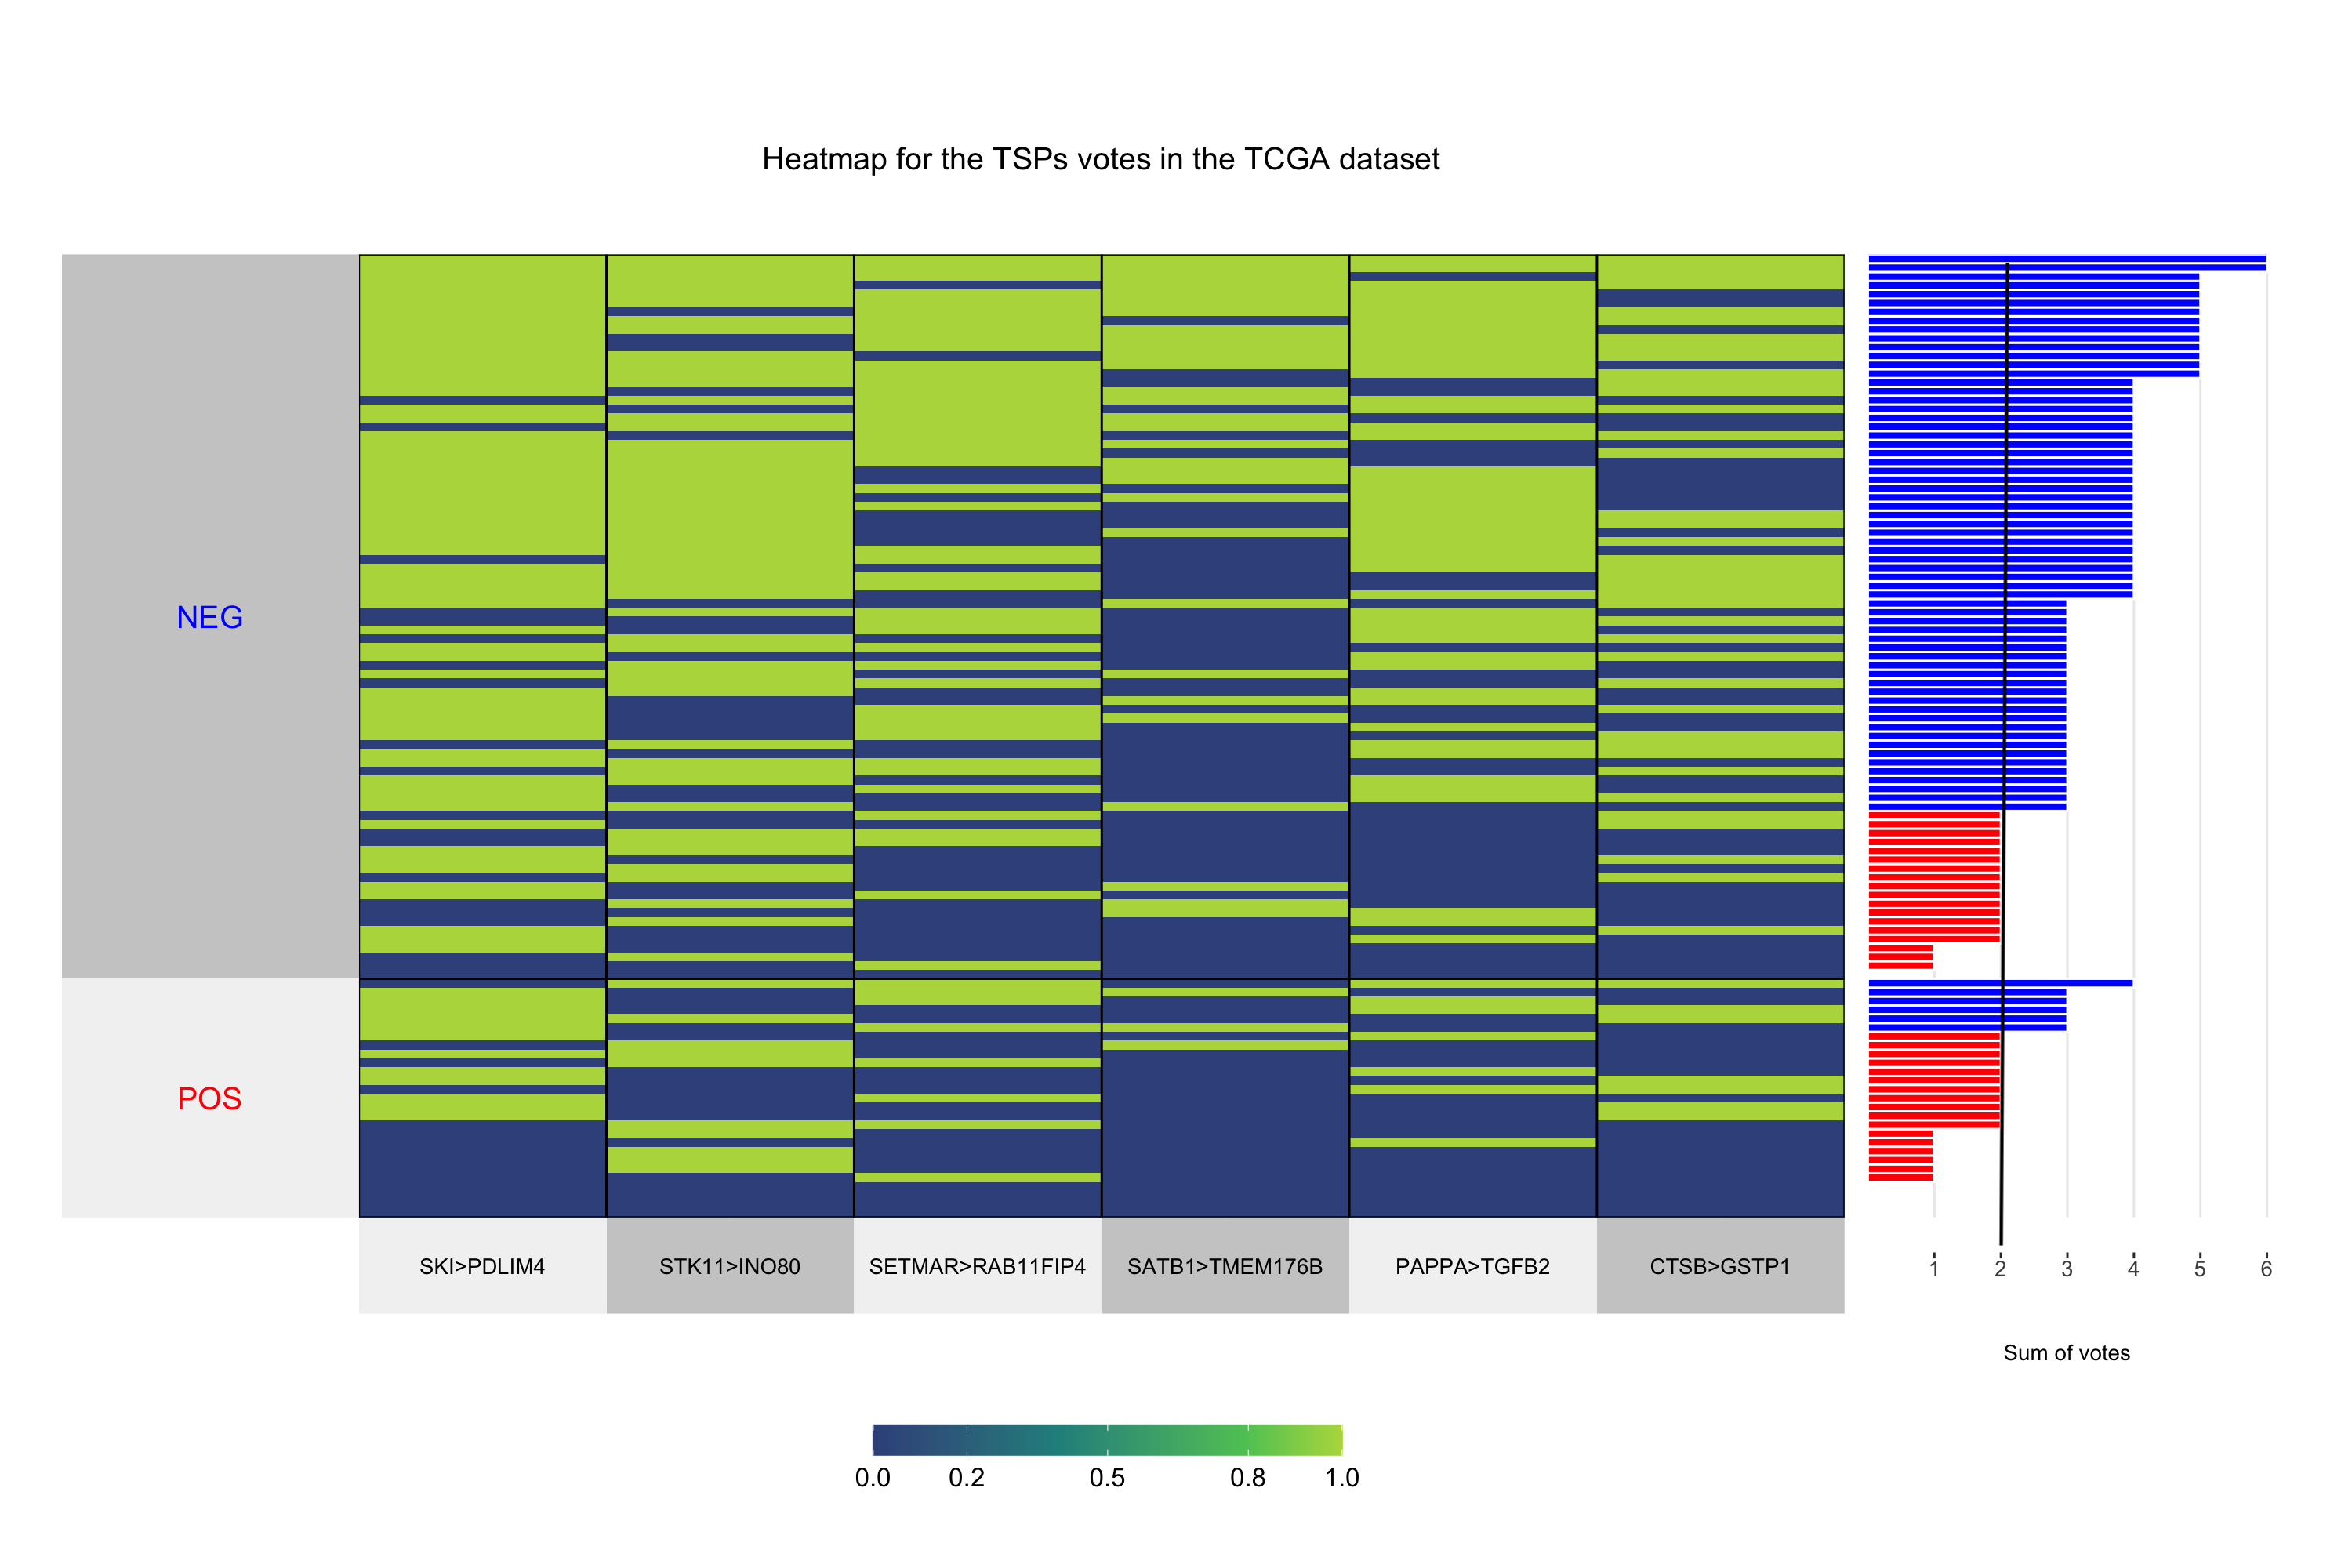 Heatmap for the TSPs votes in the TCGA dataset
NEG
POS
SKI>PDLIM4 STK11>INO80 SETMAR>RAB11FIP4 SATB1>TMEM176B PAPPA>TGFB2 CTSB>GSTP1
1 2 3 4 5 6
Sum of votes
0.0 0.2 0.5 0.8 1.0